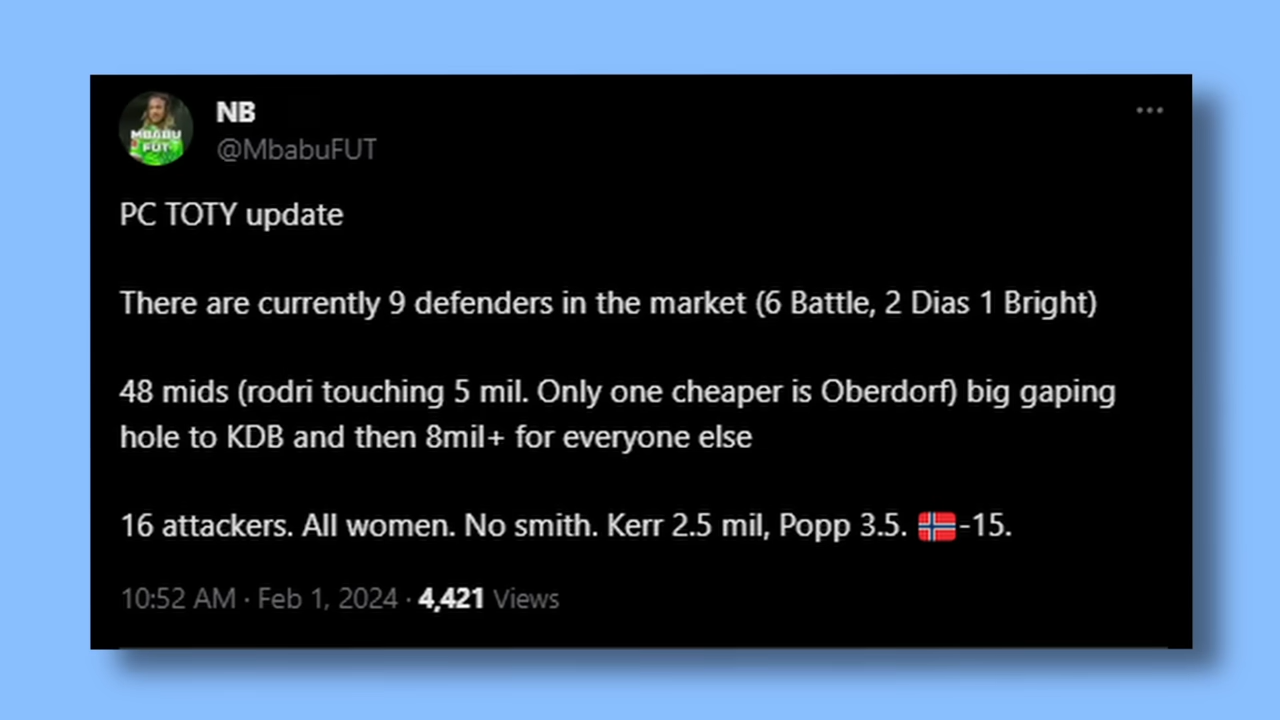 NB
@MbabuFUT
MBABU
FUT
PC TOTY update
There are currently 9 defenders in the market (6 Battle, 2 Dias 1 Bright)
48 mids (rodri touching 5 mil. Only one cheaper is Oberdorf) big gaping
hole to KDB and then 8mil+ for everyone else
16 attackers. All women. No smith. Kerr 2.5 mil, Popp 3.5. 🇳🇴-15.
10:52 AM · Feb 1, 2024 · 4,421 Views